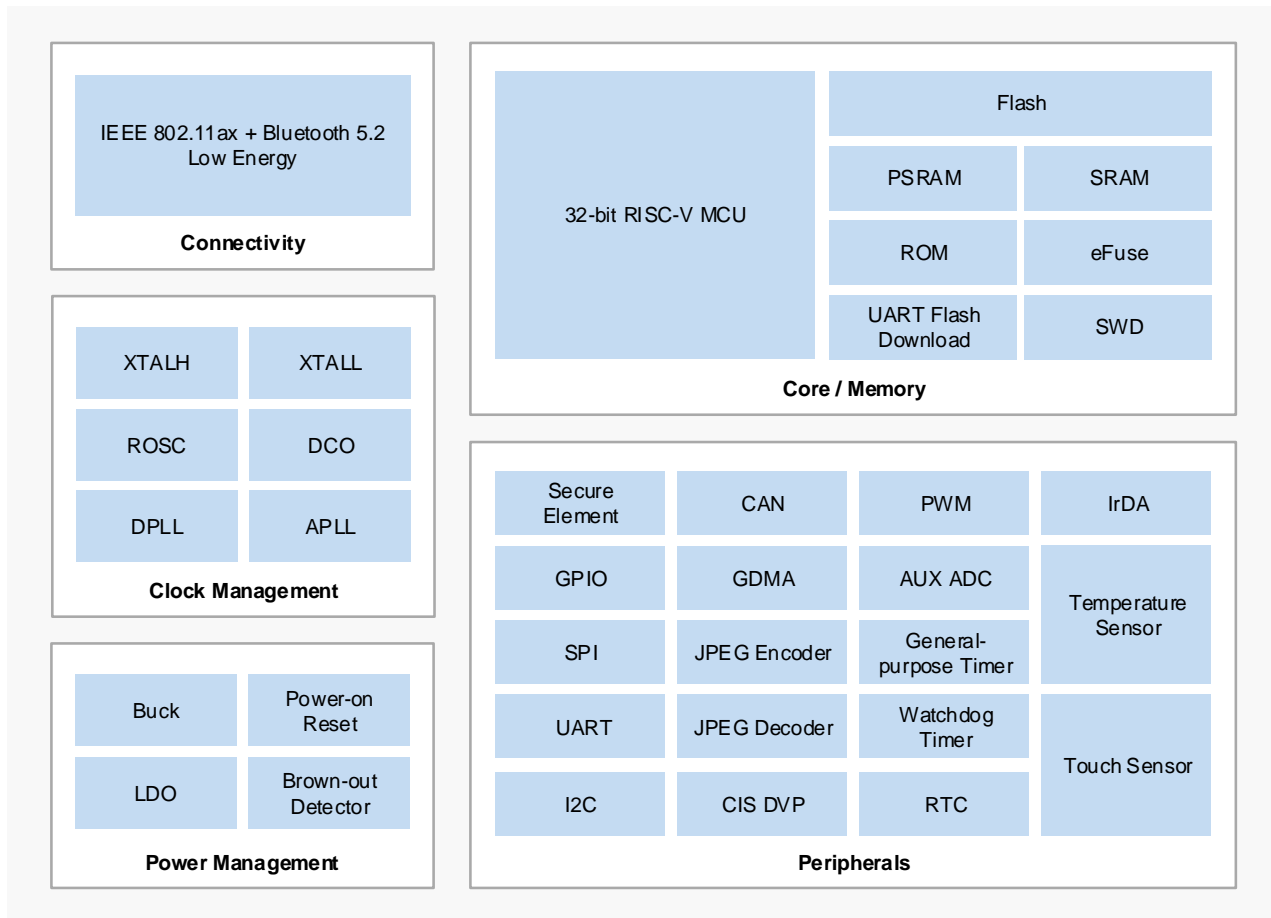 IEEE 802.11ax + Bluetooth 5.2
Low Energy
Connectivity
XTALH
XTALL
ROSC
DCO
DPLL
APLL
Clock Management
Buck
Power-on
Reset
LDO
Brown-out
Detector
Power Management
32-bit RISC-V MCU
Flash
PSRAM
SRAM
ROM
eFuse
UART Flash
Download
SWD
Core / Memory
Secure
Element
CAN
PWM
IrDA
GPIO
GDMA
AUX ADC
Temperature
Sensor
SPI
JPEG Encoder
General-
purpose Timer
UART
JPEG Decoder
Watchdog
Timer
Touch Sensor
I2C
CIS DVP
RTC
Peripherals